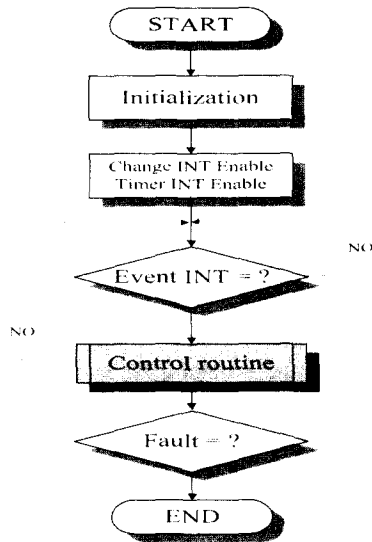 START
Initialization
Change INT Enable
Timer INT Enable
Event INT = ?
NO
NO
Control routine
Fault = ?
END